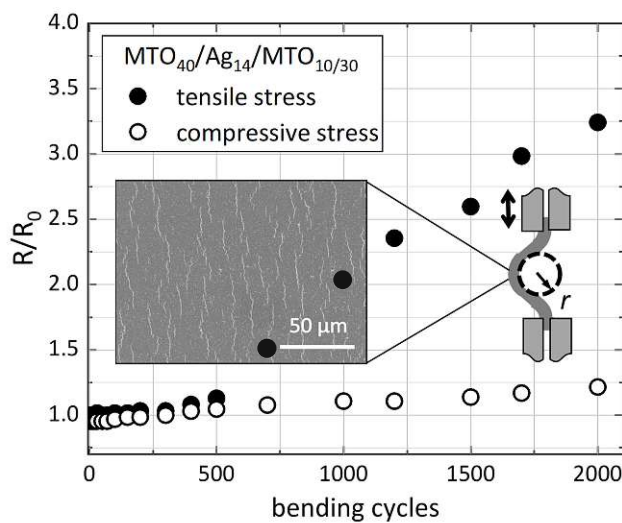 4.0
3.5
3.0
2.5
2.0
1.5
1.0
R/R₀
MTO₄₀/Ag₁₄/MTO₁₀/₃₀
tensile stress
compressive stress
50 µm
r
0
500
1000
1500
2000
bending cycles